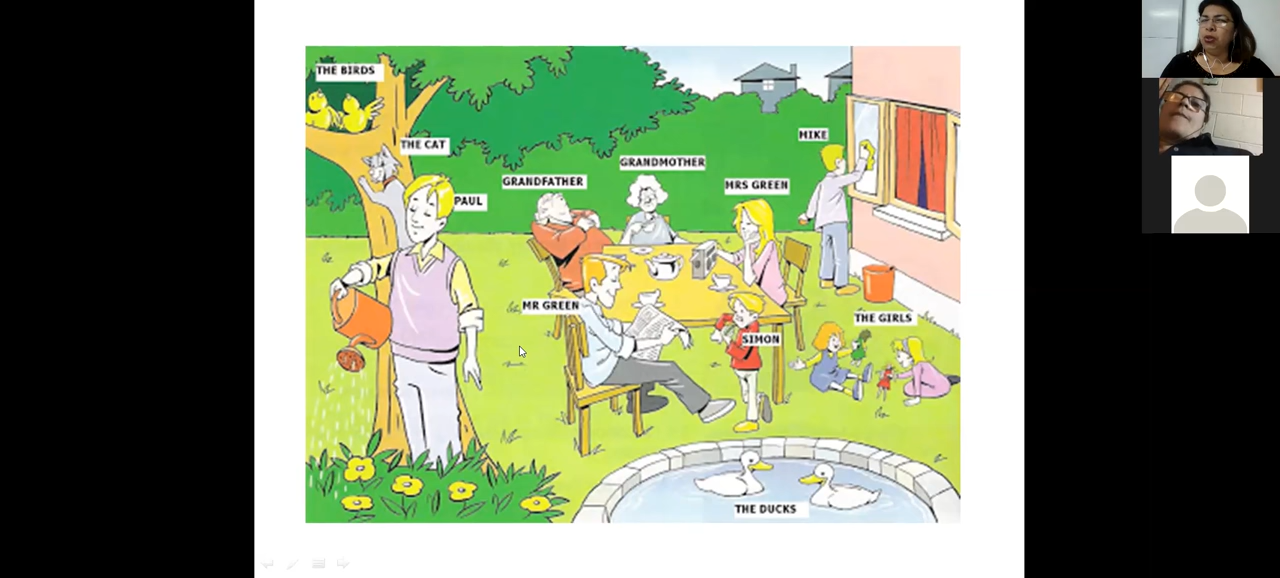 THE BIRDS
THE CAT
PAUL
GRANDFATHER
GRANDMOTHER
MRS GREEN
MIKE
MR GREEN
SIMON
THE GIRLS
THE DUCKS